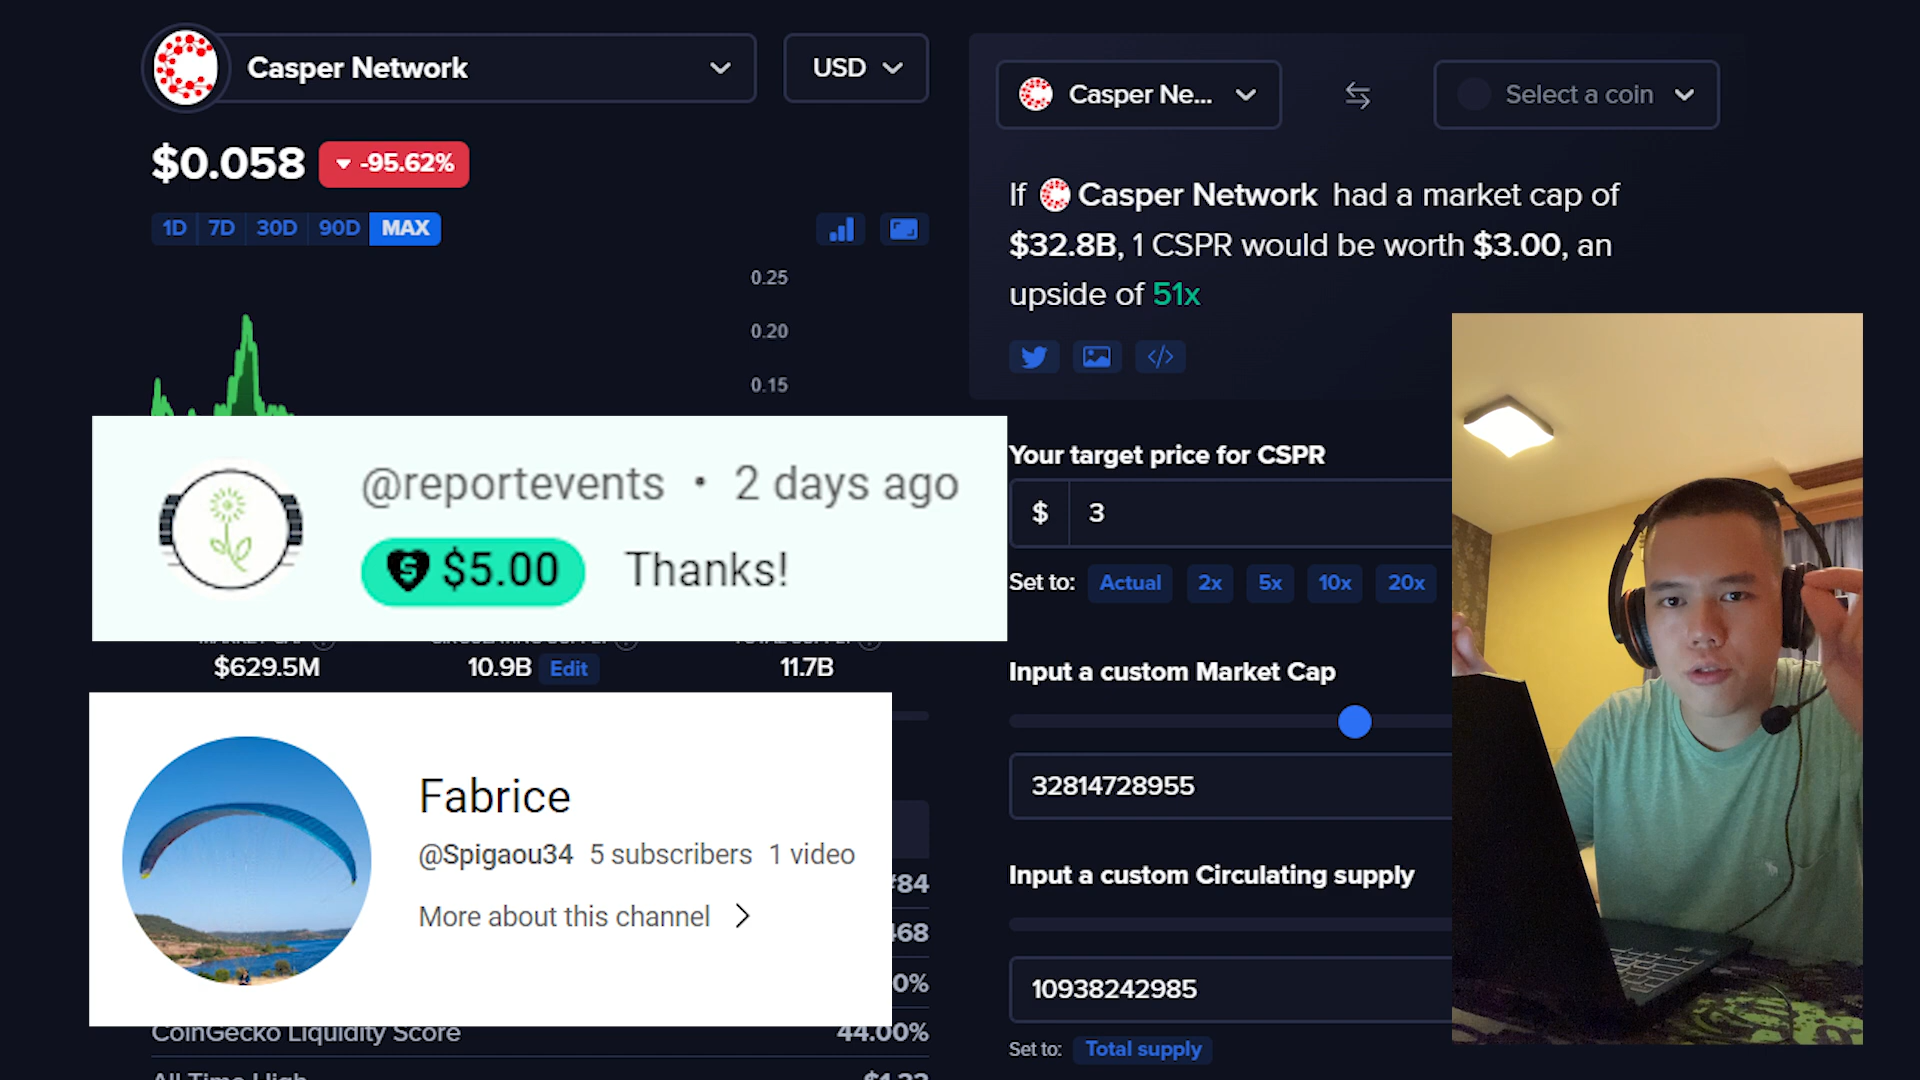 Casper Network
USD
$0.058
-95.62%
1D 7D 30D 90D MAX
0.25
0.20
0.15
@reportevents • 2 days ago
$5.00 Thanks!
$629.5M
10.9B Edit
11.7B
Fabrice
@Spigaou34 5 subscribers 1 video
More about this channel
CoinGecko Liquidity Score
44.00%
All Time High
Casper Ne...
Select a coin
If Casper Network had a market cap of
$32.8B, 1 CSPR would be worth $3.00, an
upside of 51x
Your target price for CSPR
$ 3
Set to: Actual 2x 5x 10x 20x
Input a custom Market Cap
32814728955
Input a custom Circulating supply
10938242985
Set to: Total supply